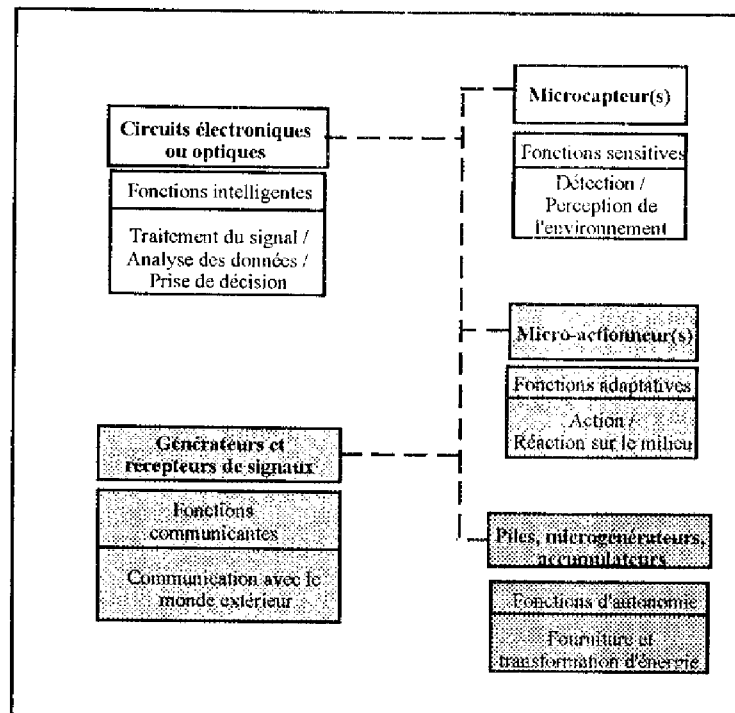 Circuits électroniques
ou optiques
Fonctions intelligentes
Traitement du signal /
Analyse des données /
Prise de décision
Générateurs et
récepteurs de signaux
Fonctions
communicantes
Communication avec le
monde extérieur
Microcapteur(s)
Fonctions sensitives
Détection /
Perception de
l'environnement
Micro-actionneur(s)
Fonctions adaptatives
Action /
Réaction sur le milieu
Piles, microgénérateurs,
accumulateurs
Fonctions d'autonomie
Fourniture et
transformation d'énergie